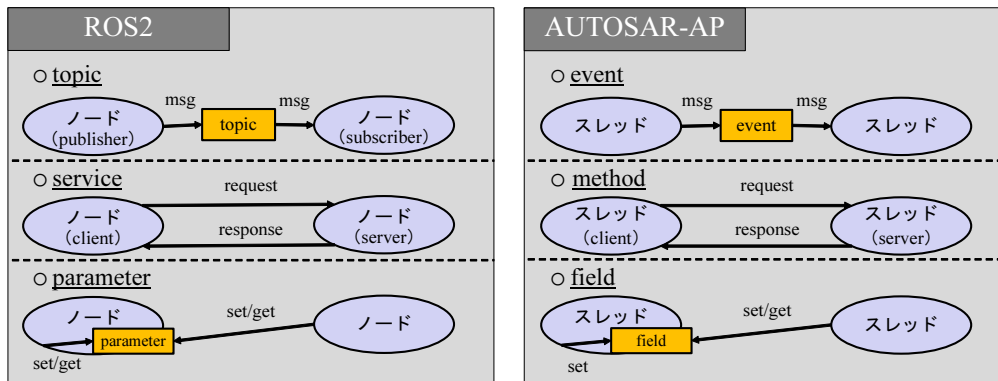 ROS2
○ topic
msg
msg
ノード
(publisher)
topic
ノード
(subscriber)
○ service
request
ノード
(client)
ノード
(server)
response
○ parameter
set/get
ノード
parameter
ノード
set/get
AUTOSAR-AP
○ event
msg
msg
スレッド
event
スレッド
○ method
request
スレッド
(client)
スレッド
(server)
response
○ field
set/get
スレッド
field
スレッド
set